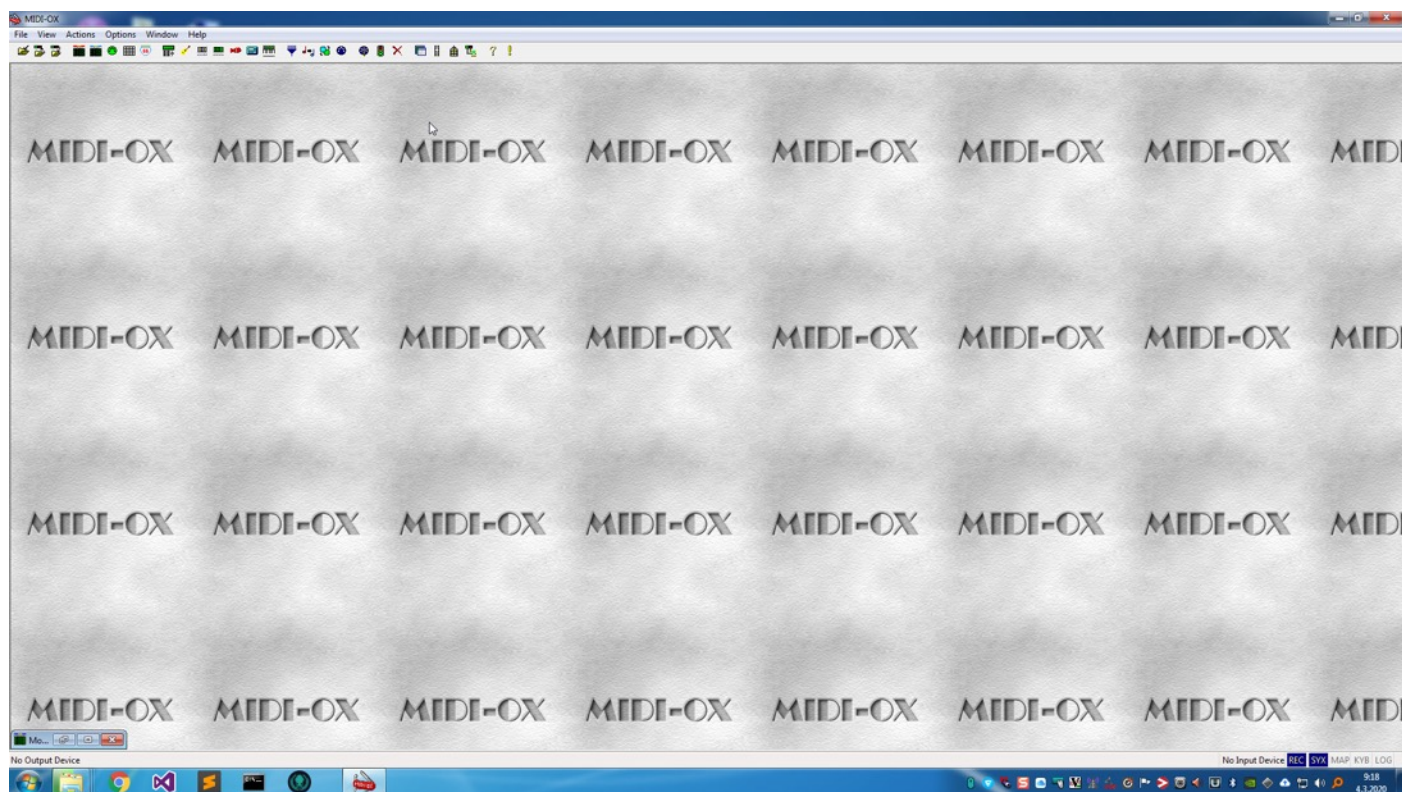 MIDI-OX
File View Actions Options Window Help
MIDI-OX MIDI-OX MIDI-OX MIDI-OX MIDI-OX MIDI-OX MIDI-OX MIDI
MIDI-OX MIDI-OX MIDI-OX MIDI-OX MIDI-OX MIDI-OX MIDI-OX MIDI
MIDI-OX MIDI-OX MIDI-OX MIDI-OX MIDI-OX MIDI-OX MIDI-OX MIDI
MIDI-OX MIDI-OX MIDI-OX MIDI-OX MIDI-OX MIDI-OX MIDI-OX MIDI
Mo...
No Output Device No Input Device REC SYX MAP KYB LOG
9:18
4.3.2020